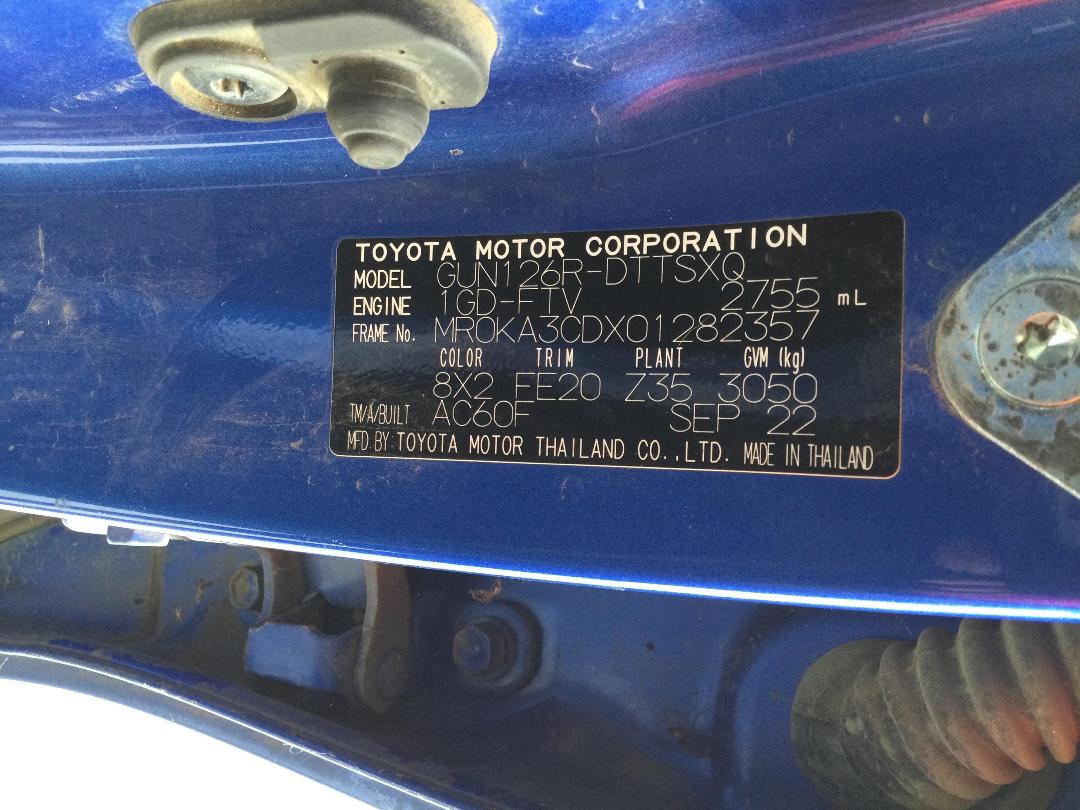 TOYOTA MOTOR CORPORATION
MODEL GUN126R-DTTSXQ
ENGINE 1GD-FTV 2755 mL
FRAME No. MR0KA3CDX01282357
COLOR TRIM PLANT GVM (kg)
8X2 FE20 Z35 3050
TM/A/BUILT AC60F SEP 22
MFD BY: TOYOTA MOTOR THAILAND CO.,LTD. MADE IN THAILAND